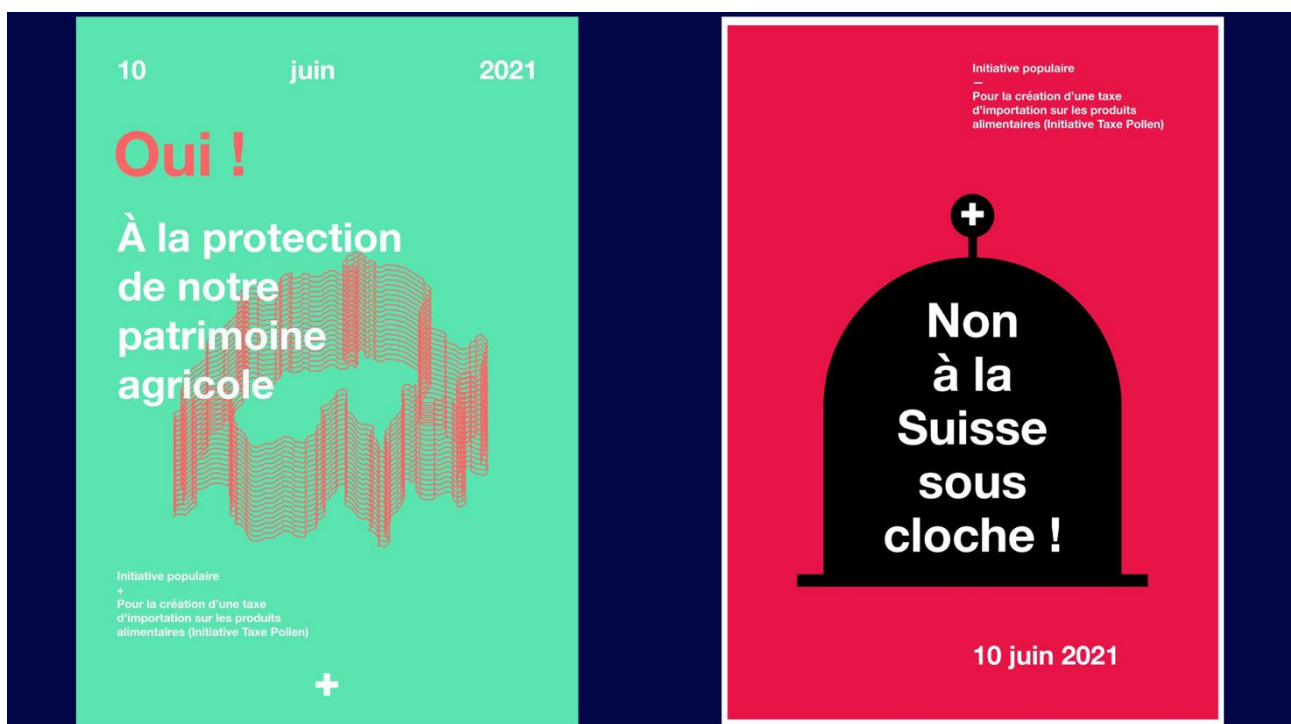 10 juin 2021
Oui !
À la protection
de notre
patrimoine
agricole
Initiative populaire
+
Pour la création d'une taxe
d'importation sur les produits
alimentaires (Initiative Taxe Pollen)
Initiative populaire
—
Pour la création d'une taxe
d'importation sur les produits
alimentaires (Initiative Taxe Pollen)
Non
à la
Suisse
sous
cloche !
10 juin 2021